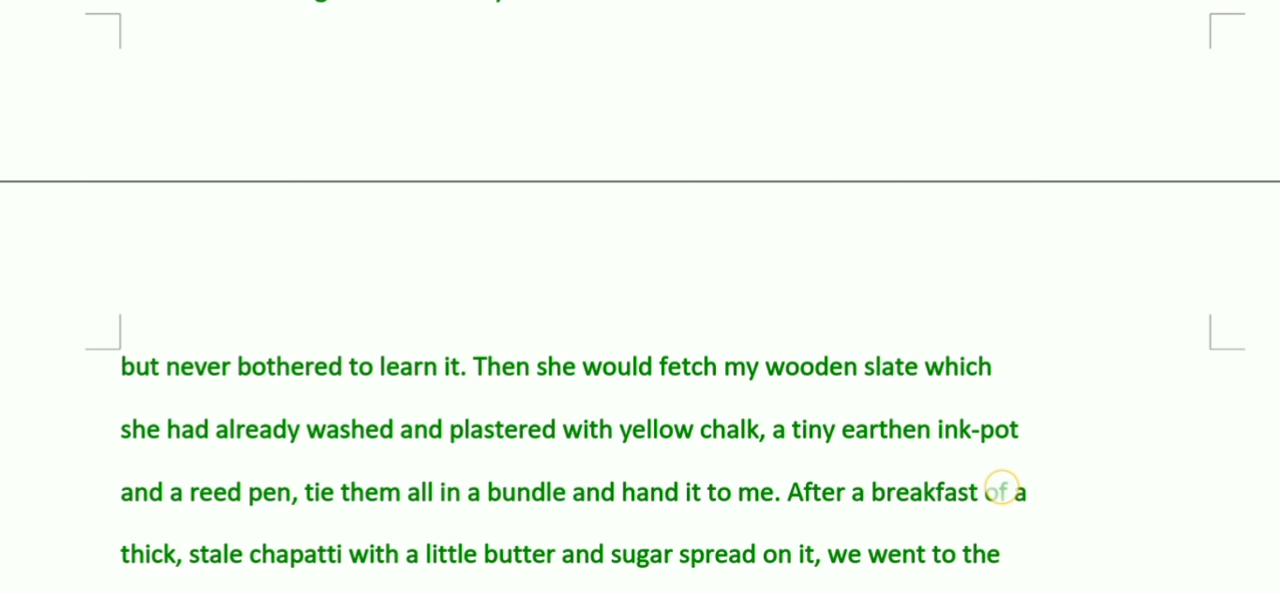 but never bothered to learn it. Then she would fetch my wooden slate which
she had already washed and plastered with yellow chalk, a tiny earthen ink-pot
and a reed pen, tie them all in a bundle and hand it to me. After a breakfast of a
thick, stale chapatti with a little butter and sugar spread on it, we went to the